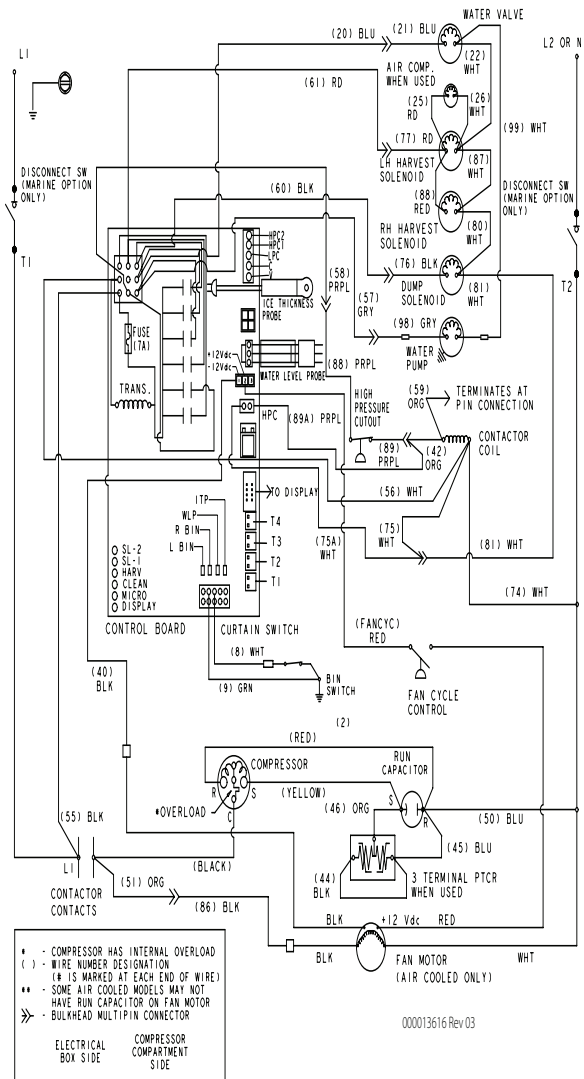 WATER VALVE
(20) BLU
(21) BLU
L1
L2 OR N
(22)
WHT
AIR COMP.
WHEN USED
(61) RD
(25)
RD
(26)
WHT
(99) WHT
(77) RD
LH HARVEST
SOLENOID
(87)
WHT
DISCONNECT SW
(MARINE OPTION
ONLY)
DISCONNECT SW
(MARINE OPTION
ONLY)
(60) BLK
(88)
RED
(80)
WHT
RH HARVEST
SOLENOID
HPC2
HPC1
LPC
C
V
T1
(58)
PRPL
(76) BLK
DUMP
SOLENOID
(81)
WHT
T2
ICE THICKNESS
PROBE
(57)
GRY
(98) GRY
WATER
PUMP
FUSE
(7A)
+12Vdc
-12Vdc
WATER LEVEL PROBE
(88) PRPL
TRANS.
HPC
(89A) PRPL
HIGH
PRESSURE
CUTOUT
(59)
ORG
TERMINATES AT
PIN CONNECTION
(89)
PRPL
(42)
ORG
CONTACTOR
COIL
TO DISPLAY
(56) WHT
ITP
WLP
R BIN
L BIN
T4
T3
T2
T1
(75A)
WHT
(75)
WHT
(81) WHT
SL-2
SL-1
HARV
CLEAN
MICRO
DISPLAY
(74) WHT
CONTROL BOARD
CURTAIN SWITCH
(FANCYC)
RED
(8) WHT
(40)
BLK
(9) GRN
BIN
SWITCH
FAN CYCLE
CONTROL
(2)
(RED)
COMPRESSOR
RUN
CAPACITOR
R
S
(YELLOW)
S
*OVERLOAD
C
(46) ORG
R
(50) BLU
(55) BLK
(45) BLU
L1
(BLACK)
(44)
BLK
3 TERMINAL PTCR
WHEN USED
CONTACTOR
CONTACTS
(51) ORG
(86) BLK
BLK
+12 Vdc
RED
BLK
FAN MOTOR
(AIR COOLED ONLY)
WHT
* - COMPRESSOR HAS INTERNAL OVERLOAD
( ) - WIRE NUMBER DESIGNATION
(# IS MARKED AT EACH END OF WIRE)
** - SOME AIR COOLED MODELS MAY NOT
HAVE RUN CAPACITOR ON FAN MOTOR
- BULKHEAD MULTIPIN CONNECTOR
ELECTRICAL
BOX SIDE
COMPRESSOR
COMPARTMENT
SIDE
000013616 Rev 03